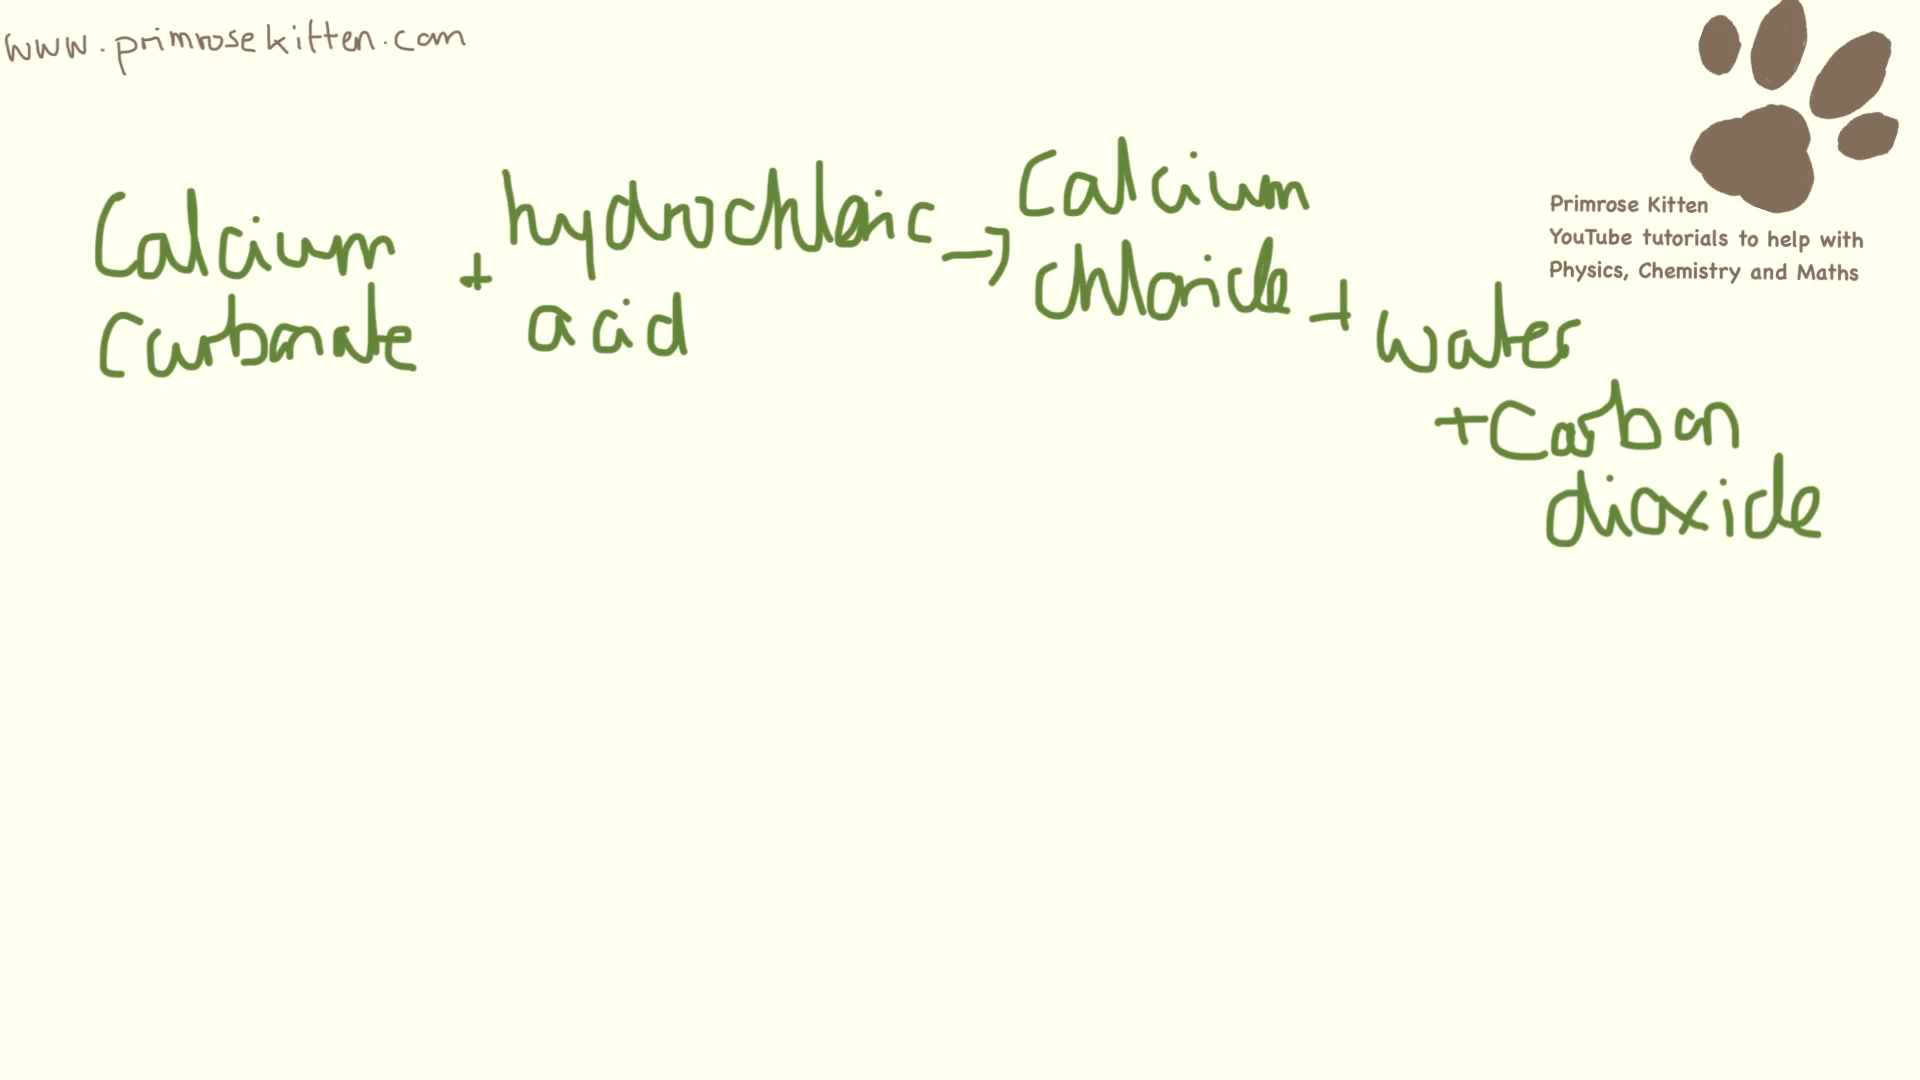 www.primrosekitten.com
Primrose Kitten
YouTube tutorials to help with
Physics, Chemistry and Maths
Calcium carbonate + hydrochloric acid → Calcium chloride + water + Carbon dioxide